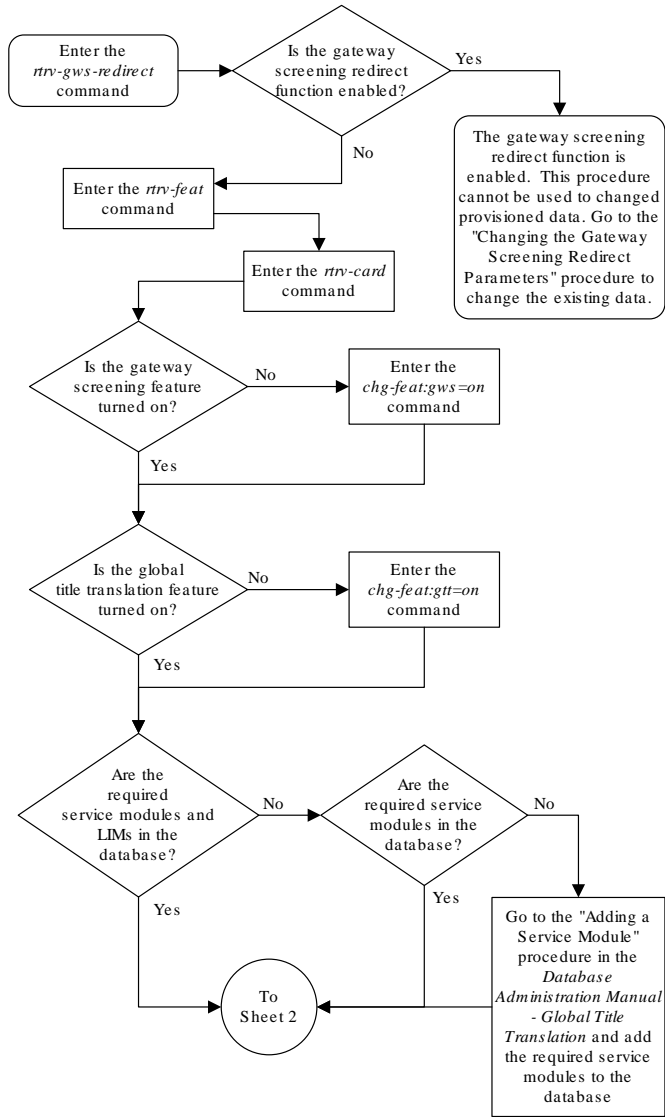 Enter the
rtrv-gws-redirect
command
Is the gateway
screening redirect
function enabled?
Yes
No
The gateway screening
redirect function is
enabled. This procedure
cannot be used to changed
provisioned data. Go to the
"Changing the Gateway
Screening Redirect
Parameters" procedure to
change the existing data.
Enter the rtrv-feat
command
Enter the rtrv-card
command
Is the gateway
screening feature
turned on?
No
Enter the
chg-feat:gws=on
command
Yes
Is the global
title translation feature
turned on?
No
Enter the
chg-feat:gtt=on
command
Yes
Are the
required
service modules and
LIMs in the
database?
No
Are the
required service
modules in the
database?
No
Yes
Yes
Go to the "Adding a
Service Module"
procedure in the
Database
Administration Manual
- Global Title
Translation and add
the required service
modules to the
database
To
Sheet 2